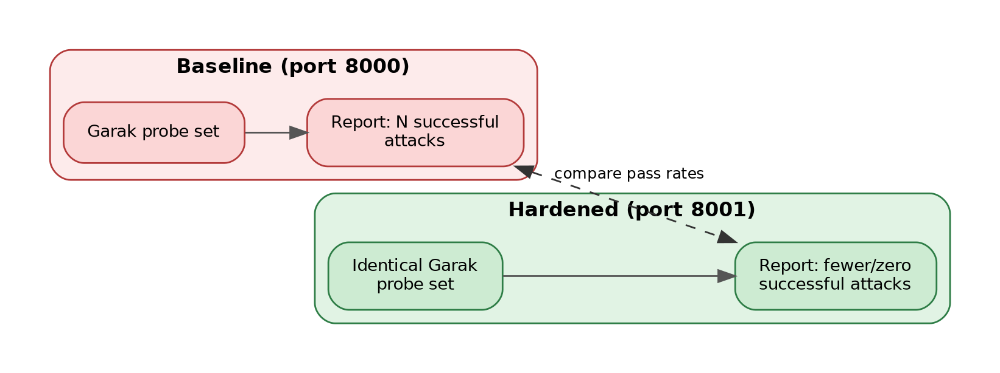 Baseline (port 8000)
Garak probe set
Report: N successful
attacks
compare pass rates
Hardened (port 8001)
Identical Garak
probe set
Report: fewer/zero
successful attacks